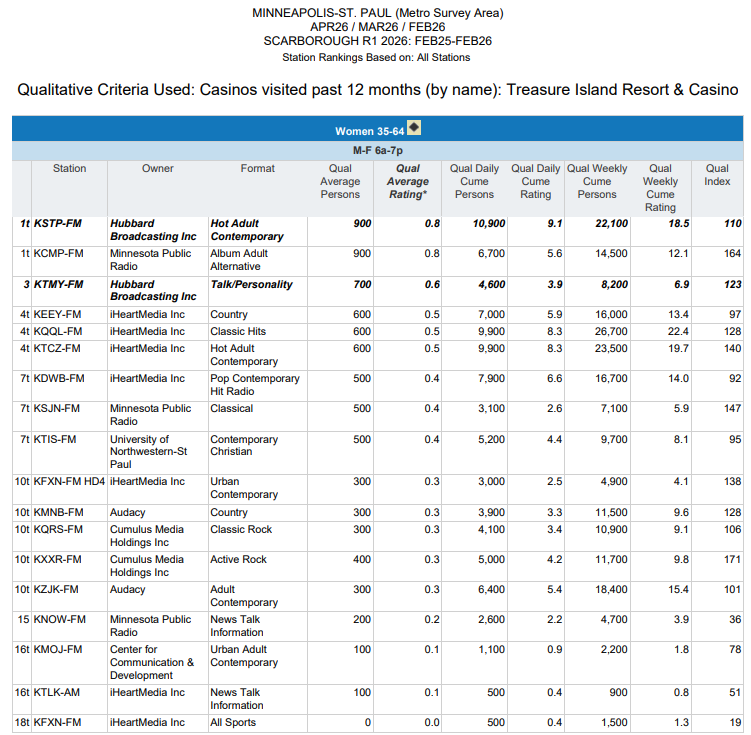 MINNEAPOLIS-ST. PAUL (Metro Survey Area)
APR26 / MAR26 / FEB26
SCARBOROUGH R1 2026: FEB25-FEB26
Station Rankings Based on: All Stations
Qualitative Criteria Used: Casinos visited past 12 months (by name): Treasure Island Resort & Casino
Women 35-64
M-F 6a-7p
Station Owner Format Qual Average Persons Qual Average Rating* Qual Daily Cume Persons Qual Daily Cume Rating Qual Weekly Cume Persons Qual Weekly Cume Rating Qual Index
1t KSTP-FM Hubbard Broadcasting Inc Hot Adult Contemporary 900 0.8 10,900 9.1 22,100 18.5 110
1t KCMP-FM Minnesota Public Radio Album Adult Alternative 900 0.8 6,700 5.6 14,500 12.1 164
3 KTMY-FM Hubbard Broadcasting Inc Talk/Personality 700 0.6 4,600 3.9 8,200 6.9 123
4t KEEY-FM iHeartMedia Inc Country 600 0.5 7,000 5.9 16,000 13.4 97
4t KQQL-FM iHeartMedia Inc Classic Hits 600 0.5 9,900 8.3 26,700 22.4 128
4t KTCZ-FM iHeartMedia Inc Hot Adult Contemporary 600 0.5 9,900 8.3 23,500 19.7 140
7t KDWB-FM iHeartMedia Inc Pop Contemporary Hit Radio 500 0.4 7,900 6.6 16,700 14.0 92
7t KSJN-FM Minnesota Public Radio Classical 500 0.4 3,100 2.6 7,100 5.9 147
7t KTIS-FM University of Northwestern-St Paul Contemporary Christian 500 0.4 5,200 4.4 9,700 8.1 95
10t KFXN-FM HD4 iHeartMedia Inc Urban Contemporary 300 0.3 3,000 2.5 4,900 4.1 138
10t KMNB-FM Audacy Country 300 0.3 3,900 3.3 11,500 9.6 128
10t KQRS-FM Cumulus Media Holdings Inc Classic Rock 300 0.3 4,100 3.4 10,900 9.1 106
10t KXXR-FM Cumulus Media Holdings Inc Active Rock 400 0.3 5,000 4.2 11,700 9.8 171
10t KZJK-FM Audacy Adult Contemporary 300 0.3 6,400 5.4 18,400 15.4 101
15 KNOW-FM Minnesota Public Radio News Talk Information 200 0.2 2,600 2.2 4,700 3.9 36
16t KMOJ-FM Center for Communication & Development Urban Adult Contemporary 100 0.1 1,100 0.9 2,200 1.8 78
16t KTLK-AM iHeartMedia Inc News Talk Information 100 0.1 500 0.4 900 0.8 51
18t KFXN-FM iHeartMedia Inc All Sports 0 0.0 500 0.4 1,500 1.3 19